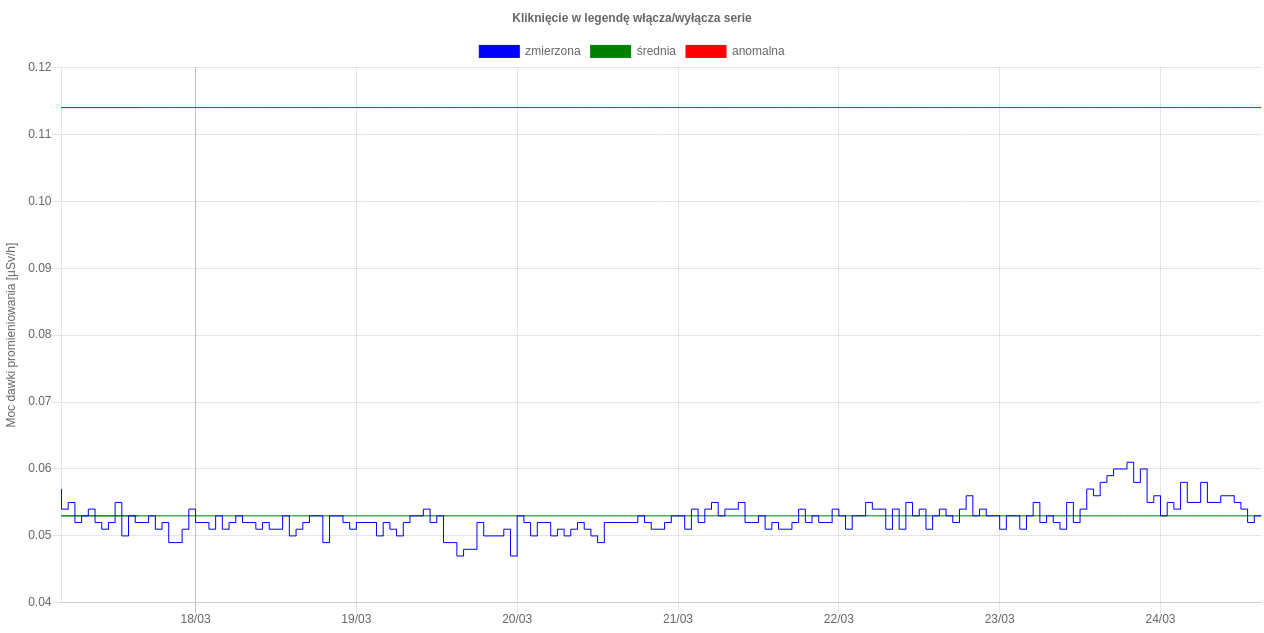 Kliknięcie w legendę włącza/wyłącza serie
zmierzona średnia anomalna
Moc dawki promieniowania [µSv/h]
0.12
0.11
0.10
0.09
0.08
0.07
0.06
0.05
0.04
18/03 19/03 20/03 21/03 22/03 23/03 24/03